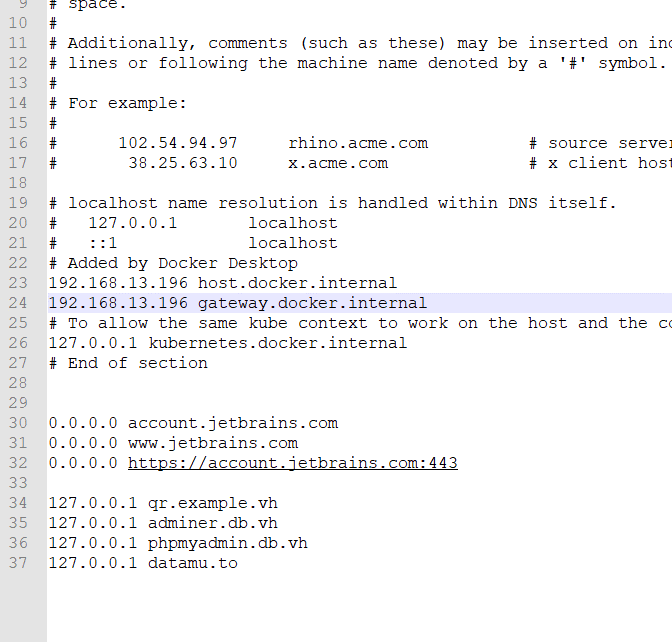 9 # space.
10 #
11 # Additionally, comments (such as these) may be inserted on
12 # lines or following the machine name denoted by a '#' symbol.
13 #
14 # For example:
15 #
16 #      102.54.94.97     rhino.acme.com          # source
17 #       38.25.63.10     x.acme.com              # x client host
18
19 # localhost name resolution is handled within DNS itself.
20 #   127.0.0.1       localhost
21 #   ::1             localhost
22 # Added by Docker Desktop
23 192.168.13.196 host.docker.internal
24 192.168.13.196 gateway.docker.internal
25 # To allow the same kube context to work on the host and the
26 127.0.0.1 kubernetes.docker.internal
27 # End of section
28
29
30 0.0.0.0 account.jetbrains.com
31 0.0.0.0 www.jetbrains.com
32 0.0.0.0 https://account.jetbrains.com:443
33
34 127.0.0.1 qr.example.vh
35 127.0.0.1 adminer.db.vh
36 127.0.0.1 phpmyadmin.db.vh
37 127.0.0.1 datamu.to